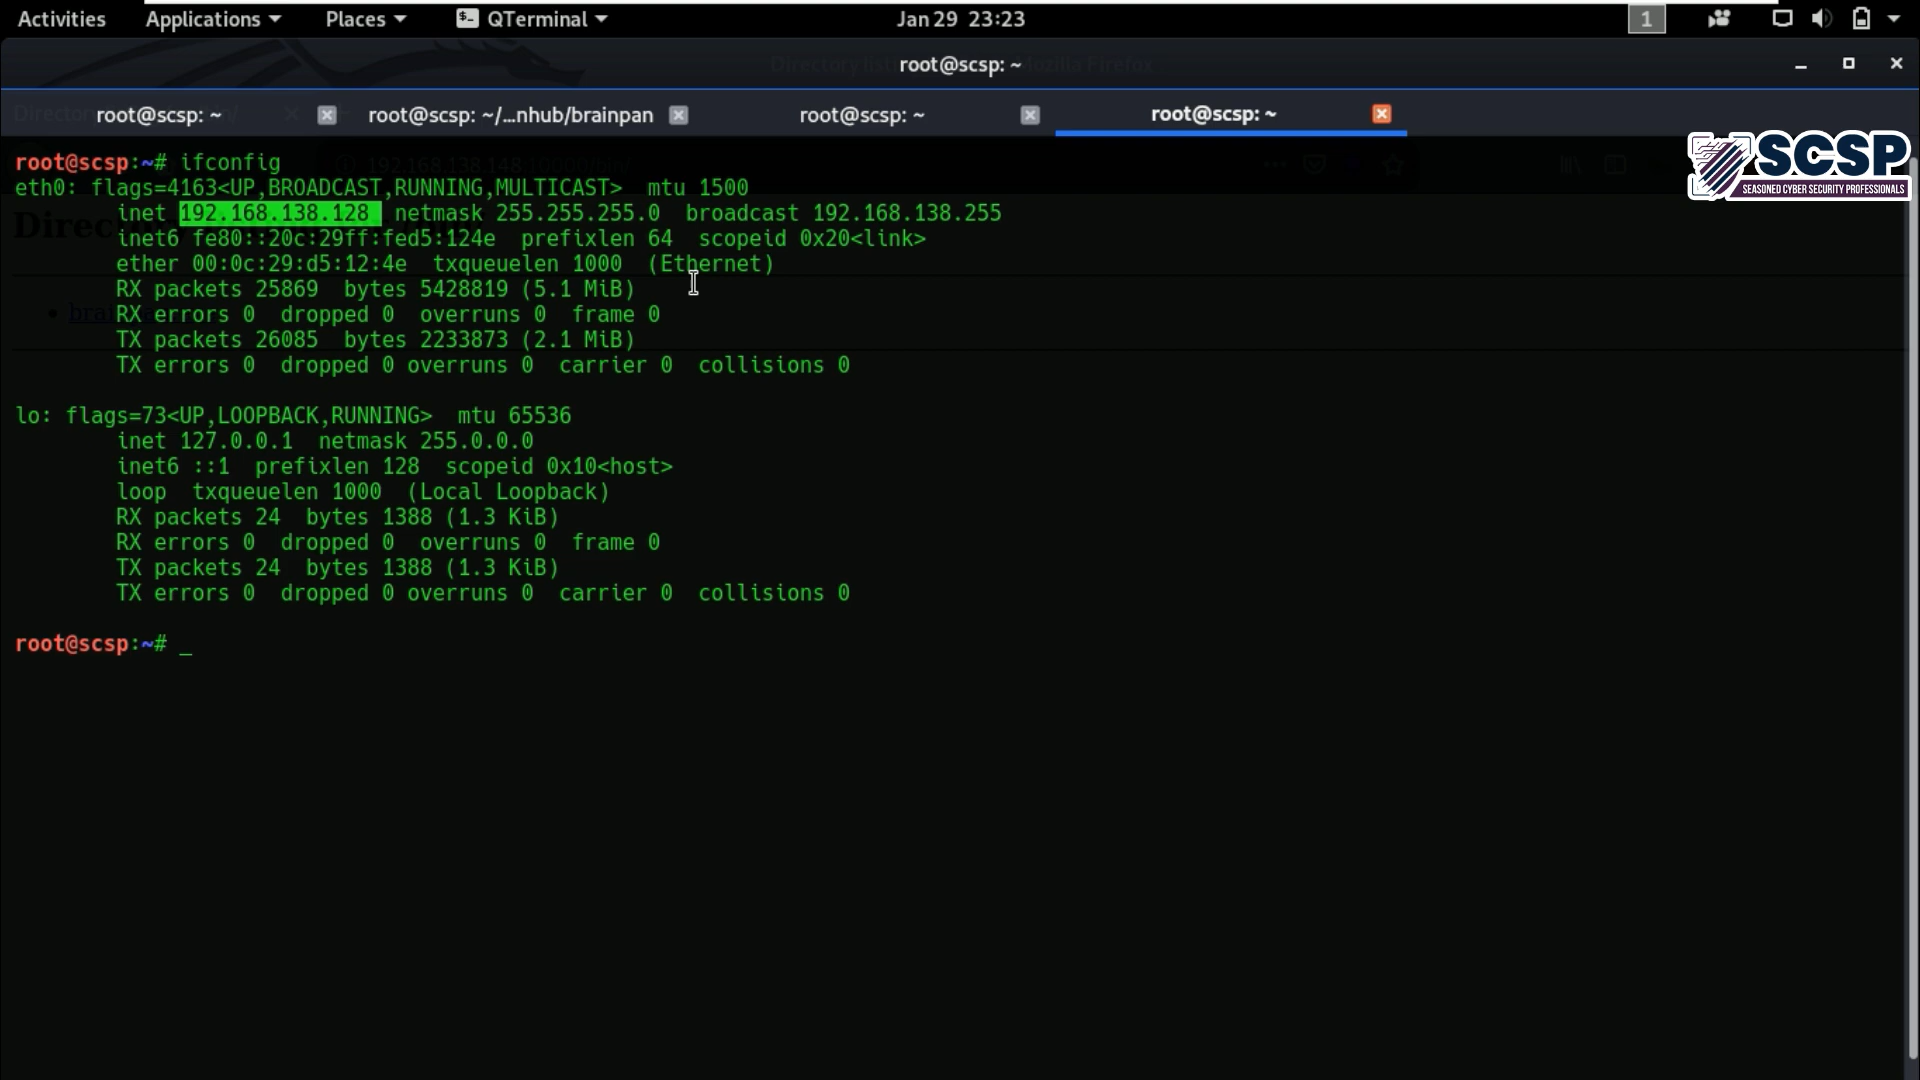 Activities Applications Places QTerminal Jan 29 23:23 1
root@scsp: ~
root@scsp: ~ root@scsp: ~/...nhub/brainpan root@scsp: ~ root@scsp: ~
SCSP
SEASONED CYBER SECURITY PROFESSIONALS
root@scsp:~# ifconfig
eth0: flags=4163<UP,BROADCAST,RUNNING,MULTICAST>  mtu 1500
        inet 192.168.138.128  netmask 255.255.255.0  broadcast 192.168.138.255
        inet6 fe80::20c:29ff:fed5:124e  prefixlen 64  scopeid 0x20<link>
        ether 00:0c:29:d5:12:4e  txqueuelen 1000  (Ethernet)
        RX packets 25869  bytes 5428819 (5.1 MiB)
        RX errors 0  dropped 0  overruns 0  frame 0
        TX packets 26085  bytes 2233873 (2.1 MiB)
        TX errors 0  dropped 0 overruns 0  carrier 0  collisions 0
lo: flags=73<UP,LOOPBACK,RUNNING>  mtu 65536
        inet 127.0.0.1  netmask 255.0.0.0
        inet6 ::1  prefixlen 128  scopeid 0x10<host>
        loop  txqueuelen 1000  (Local Loopback)
        RX packets 24  bytes 1388 (1.3 KiB)
        RX errors 0  dropped 0  overruns 0  frame 0
        TX packets 24  bytes 1388 (1.3 KiB)
        TX errors 0  dropped 0 overruns 0  carrier 0  collisions 0
root@scsp:~# _